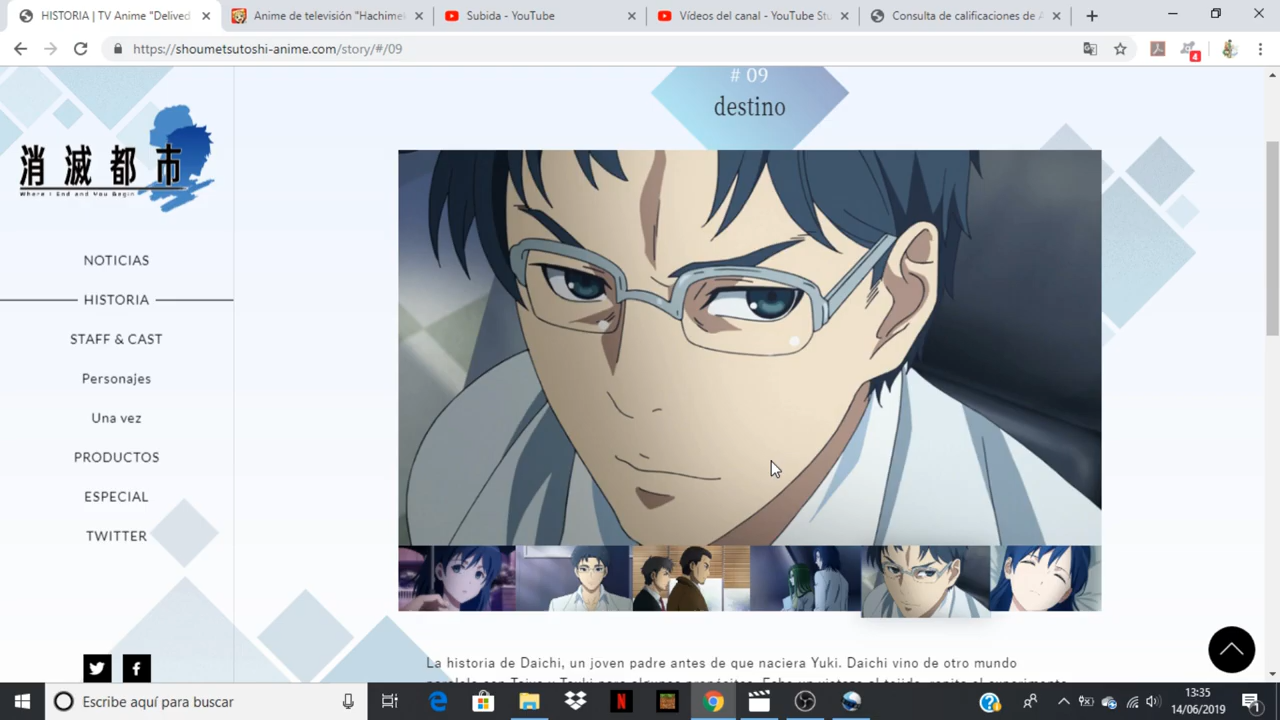 HISTORIA | TV Anime "Delived
Anime de televisión "Hachime
Subida - YouTube
Vídeos del canal - YouTube Stu
Consulta de calificaciones de A
https://shoumetsutoshi-anime.com/story/#/09
4
消滅都市
Where I End and You Begin
NOTICIAS
HISTORIA
STAFF & CAST
Personajes
Una vez
PRODUCTOS
ESPECIAL
TWITTER
# 09
destino
La historia de Daichi, un joven padre antes de que naciera Yuki. Daichi vino de otro mundo
Escribe aquí para buscar
13:35
14/06/2019
1